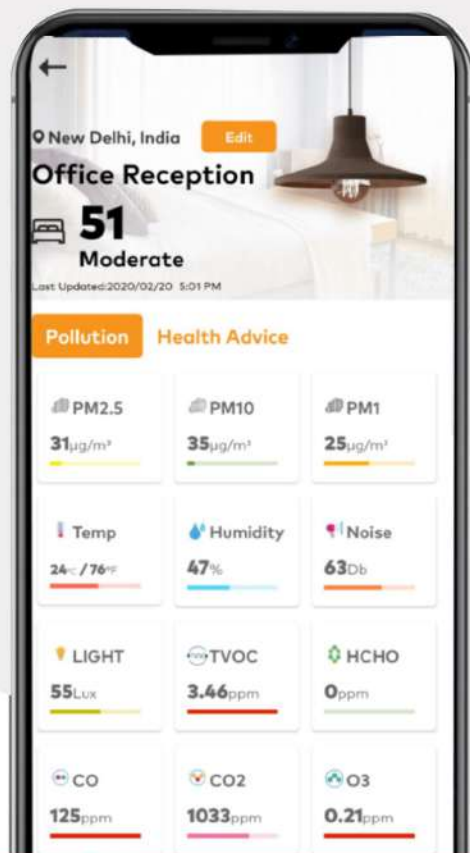 New Delhi, India Edit
Office Reception
51
Moderate
Last Updated:2020/02/20 5:01 PM
Pollution Health Advice
PM2.5 PM10 PM1
31µg/m³ 35µg/m³ 25µg/m³
Temp Humidity Noise
24°C / 76°F 47% 63Db
LIGHT TVOC HCHO
55Lux 3.46ppm 0ppm
CO CO2 O3
125ppm 1033ppm 0.21ppm